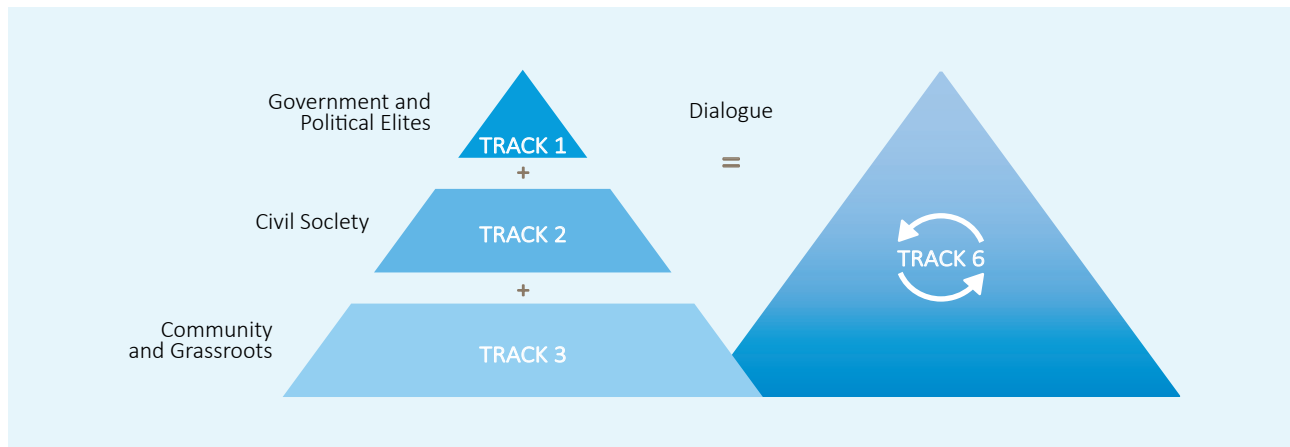 Government and
Political Elites
TRACK 1
+
Civil Society
TRACK 2
+
Community
and Grassroots
TRACK 3
Dialogue
=
TRACK 6